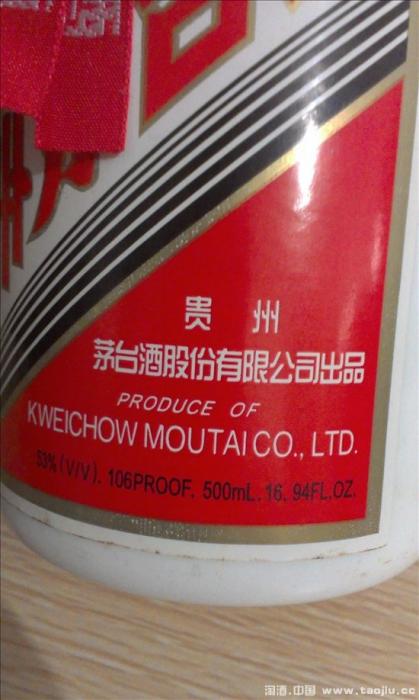 贵 州
茅台酒股份有限公司出品
PRODUCE OF
KWEICHOW MOUTAI CO., LTD.
53% (V/V). 106PROOF. 500mL. 16. 94FL.OZ.
淘酒.中国 www.taojiu.cc